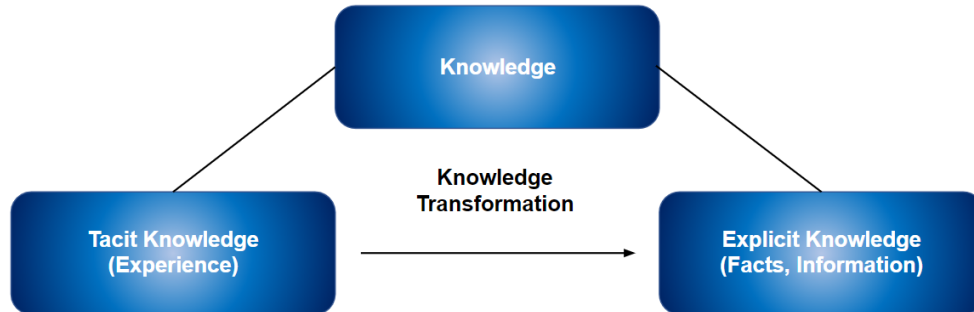 Knowledge
Knowledge
Transformation
Tacit Knowledge
(Experience)
Explicit Knowledge
(Facts, Information)